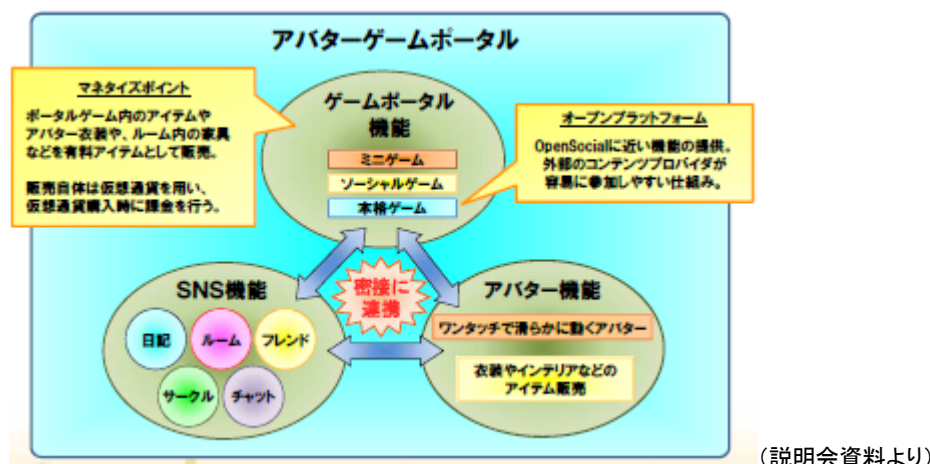 アバターゲームポータル
マネタイズポイント
ポータルゲーム内のアイテムや
アバター衣装や、ルーム内の家具
などを有料アイテムとして販売。
販売自体は仮想通貨を用い、
仮想通貨購入時に課金を行う。
ゲームポータル
機能
ミニゲーム
ソーシャルゲーム
本格ゲーム
オープンプラットフォーム
OpenSocialに近い機能の提供。
外部のコンテンツプロバイダが
容易に参加しやすい仕組み。
密接に
連携
SNS機能
日記
ルーム
フレンド
サークル
チャット
アバター機能
ワンタッチで滑らかに動くアバター
衣装やインテリアなどの
アイテム販売
(説明会資料より)